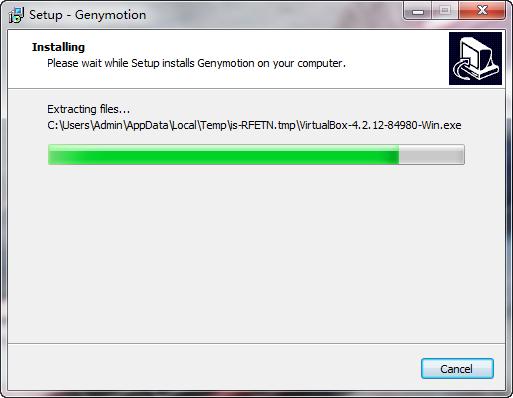 Setup - Genymotion
Installing
Please wait while Setup installs Genymotion on your computer.
Extracting files...
C:\Users\Admin\AppData\Local\Temp\is-RFETN.tmp\VirtualBox-4.2.12-84980-Win.exe
Cancel